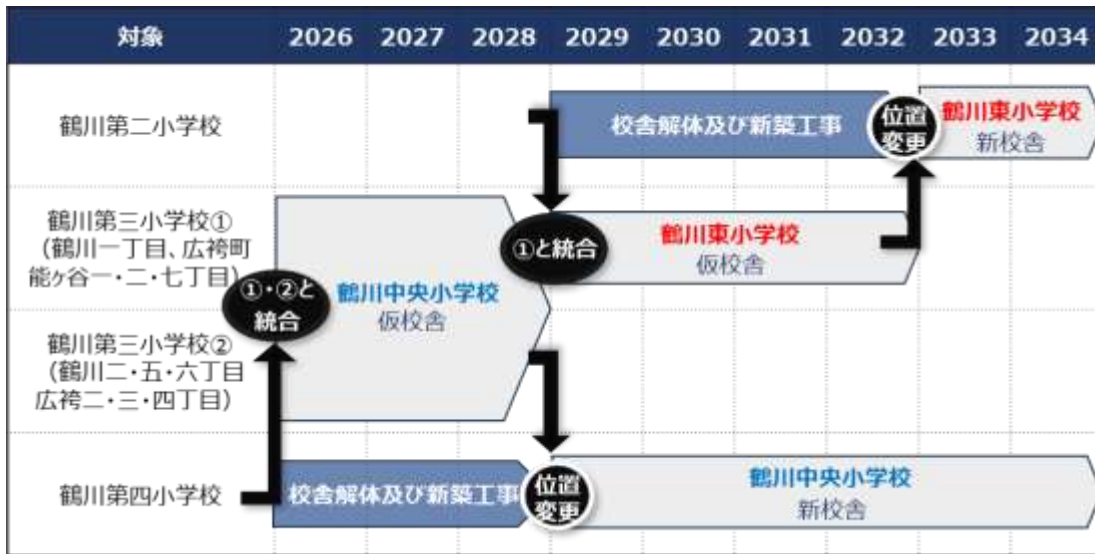 対象 2026 2027 2028 2029 2030 2031 2032 2033 2034
鶴川第二小学校
校舎解体及び新築工事
位置
変更
鶴川東小学校
新校舎
鶴川第三小学校①
(鶴川一丁目、広袴町
能ヶ谷一・二・七丁目)
①・②と
統合
鶴川中央小学校
仮校舎
①と統合
鶴川東小学校
仮校舎
鶴川第三小学校②
(鶴川二・五・六丁目
広袴二・三・四丁目)
鶴川第四小学校
校舎解体及び新築工事
位置
変更
鶴川中央小学校
新校舎